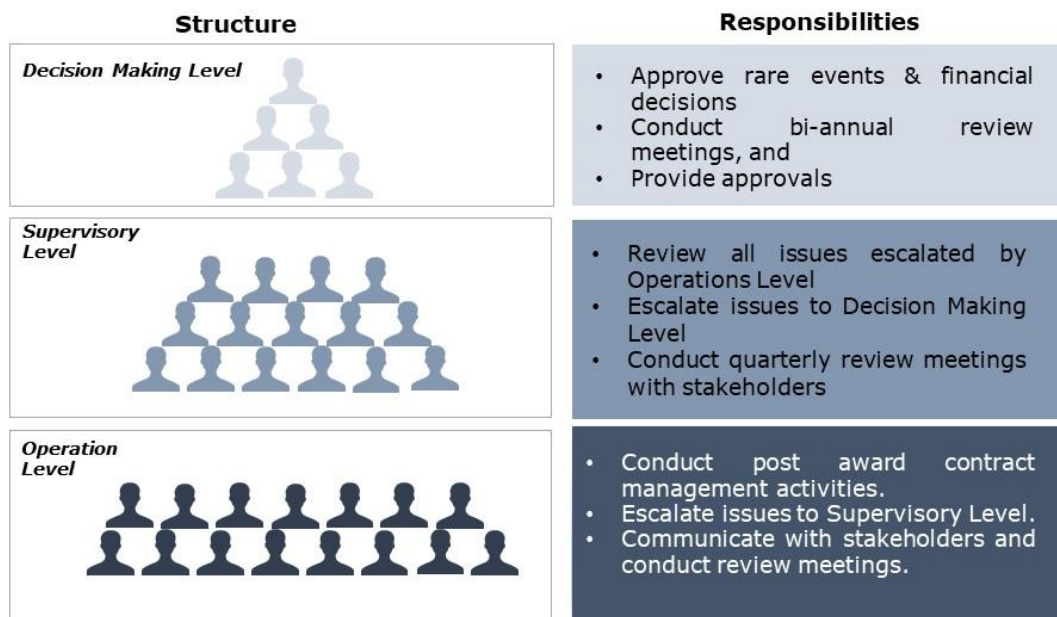 Structure
Responsibilities
Decision Making Level
• Approve rare events & financial
decisions
• Conduct bi-annual review
meetings, and
• Provide approvals
Supervisory
Level
• Review all issues escalated by
Operations Level
• Escalate issues to Decision Making
Level
• Conduct quarterly review meetings
with stakeholders
Operation
Level
• Conduct post award contract
management activities.
• Escalate issues to Supervisory Level.
• Communicate with stakeholders and
conduct review meetings.